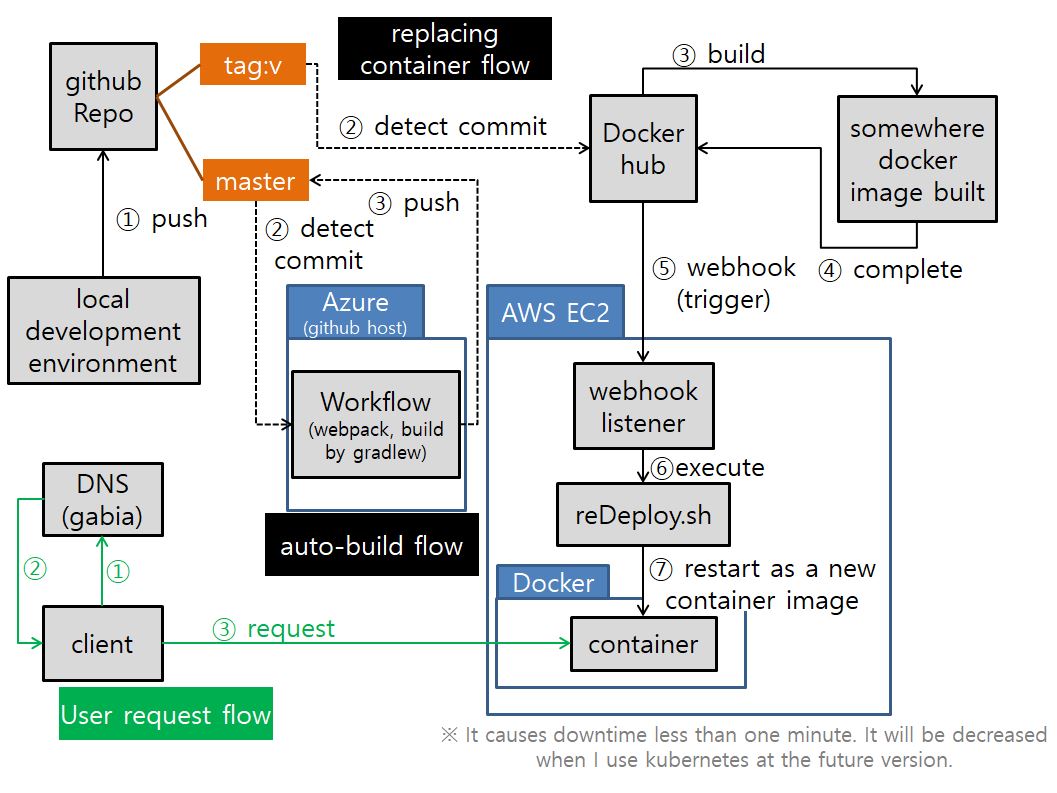 replacing
container flow
github
Repo
tag:v
master
① push
local
development
environment
② detect commit
③ push
② detect
commit
Docker
hub
③ build
somewhere
docker
image built
④ complete
⑤ webhook
(trigger)
Azure
(github host)
Workflow
(webpack, build
by gradlew)
auto-build flow
AWS EC2
webhook
listener
⑥execute
reDeploy.sh
⑦ restart as a new
container image
Docker
container
DNS
(gabia)
②
①
client
③ request
User request flow
※ It causes downtime less than one minute. It will be decreased
when I use kubernetes at the future version.